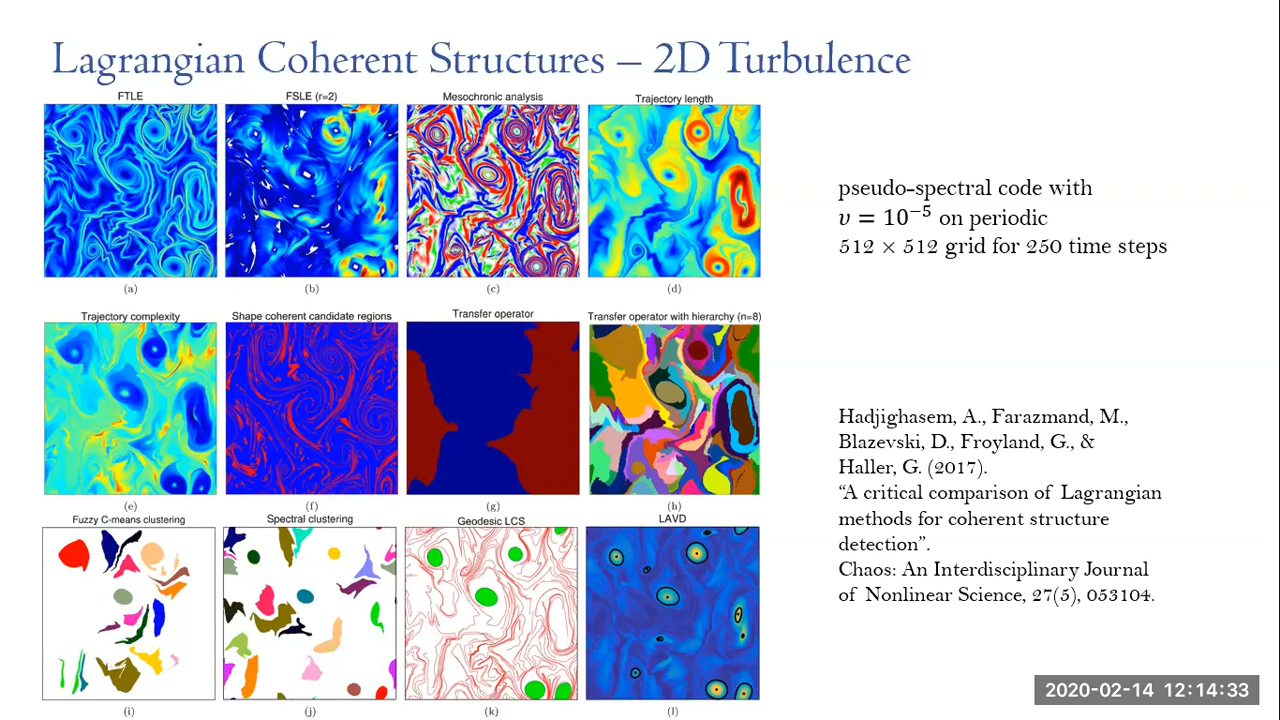 Lagrangian Coherent Structures – 2D Turbulence
FTLE
FSLE (r=2)
Mesochronic analysis
Trajectory length
(a)
(b)
(c)
(d)
Trajectory complexity
Shape coherent candidate regions
Transfer operator
Transfer operator with hierarchy (n=8)
(e)
(f)
(g)
(h)
Fuzzy C-means clustering
Spectral clustering
Geodesic LCS
LAVD
(i)
(j)
(k)
(l)
pseudo-spectral code with
υ = 10⁻⁵ on periodic
512 × 512 grid for 250 time steps
Hadjighasem, A., Farazmand, M.,
Blazevski, D., Froyland, G., &
Haller, G. (2017).
“A critical comparison of Lagrangian
methods for coherent structure
detection”.
Chaos: An Interdisciplinary Journal
of Nonlinear Science, 27(5), 053104.
2020-02-14 12:14:33